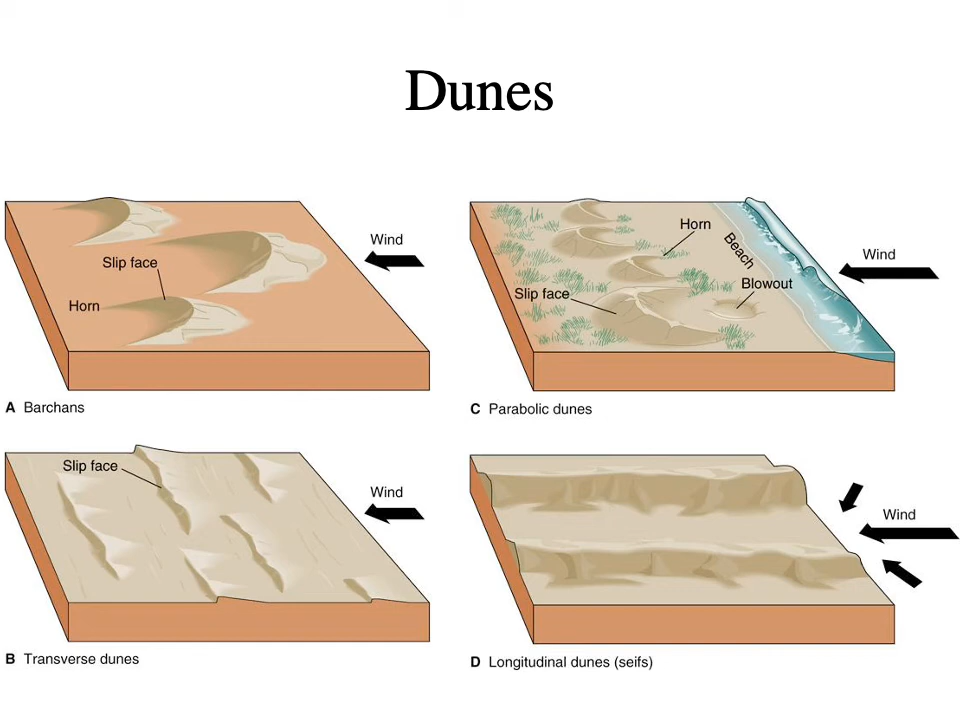 Dunes
Wind
Slip face
Horn
A Barchans
Horn
Beach
Wind
Blowout
Slip face
C Parabolic dunes
Slip face
Wind
B Transverse dunes
Wind
D Longitudinal dunes (seifs)